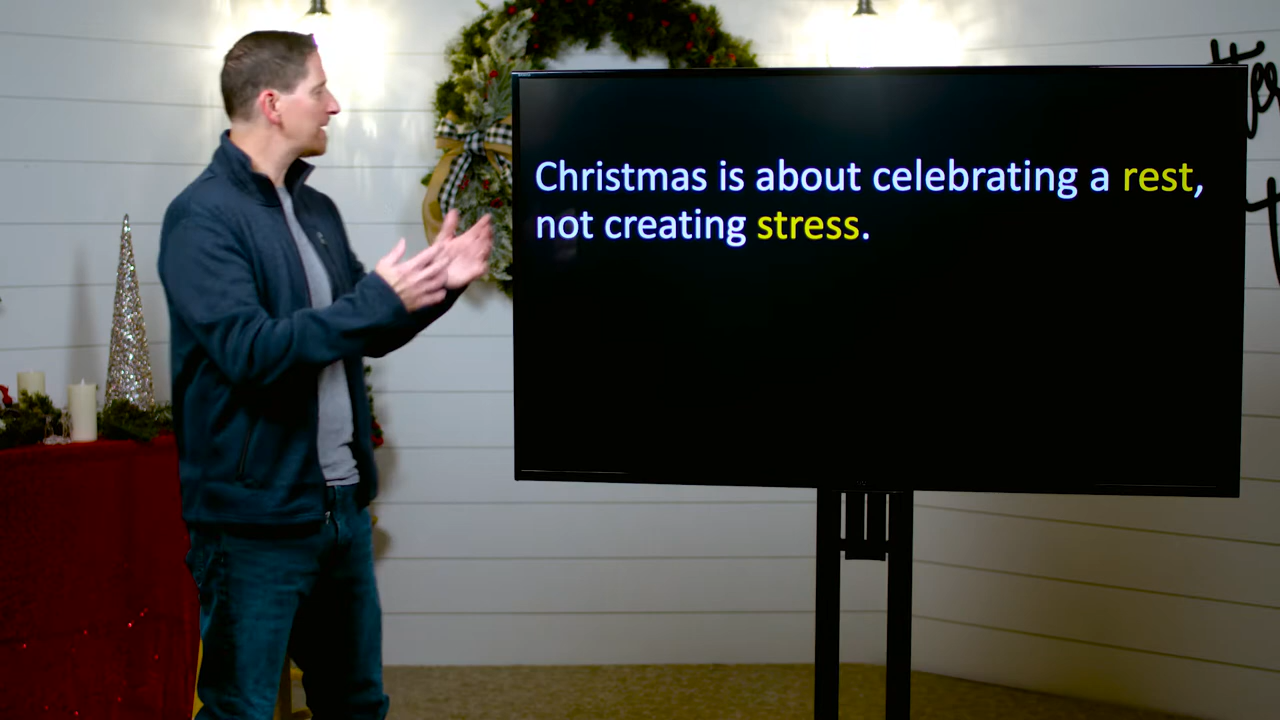 Christmas is about celebrating a rest,
not creating stress.